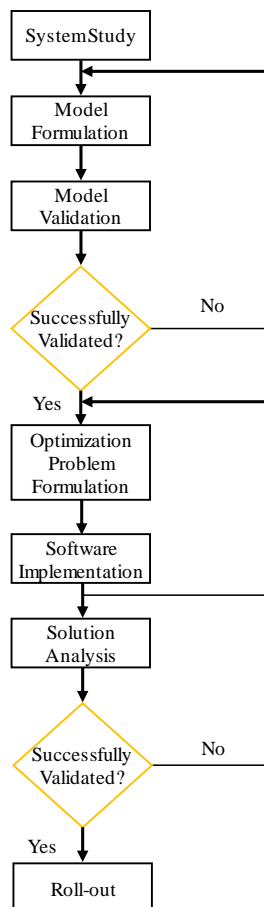 SystemStudy
Model
Formulation
Model
Validation
Successfully
Validated?
No
Yes
Optimization
Problem
Formulation
Software
Implementation
Solution
Analysis
Successfully
Validated?
No
Yes
Roll-out